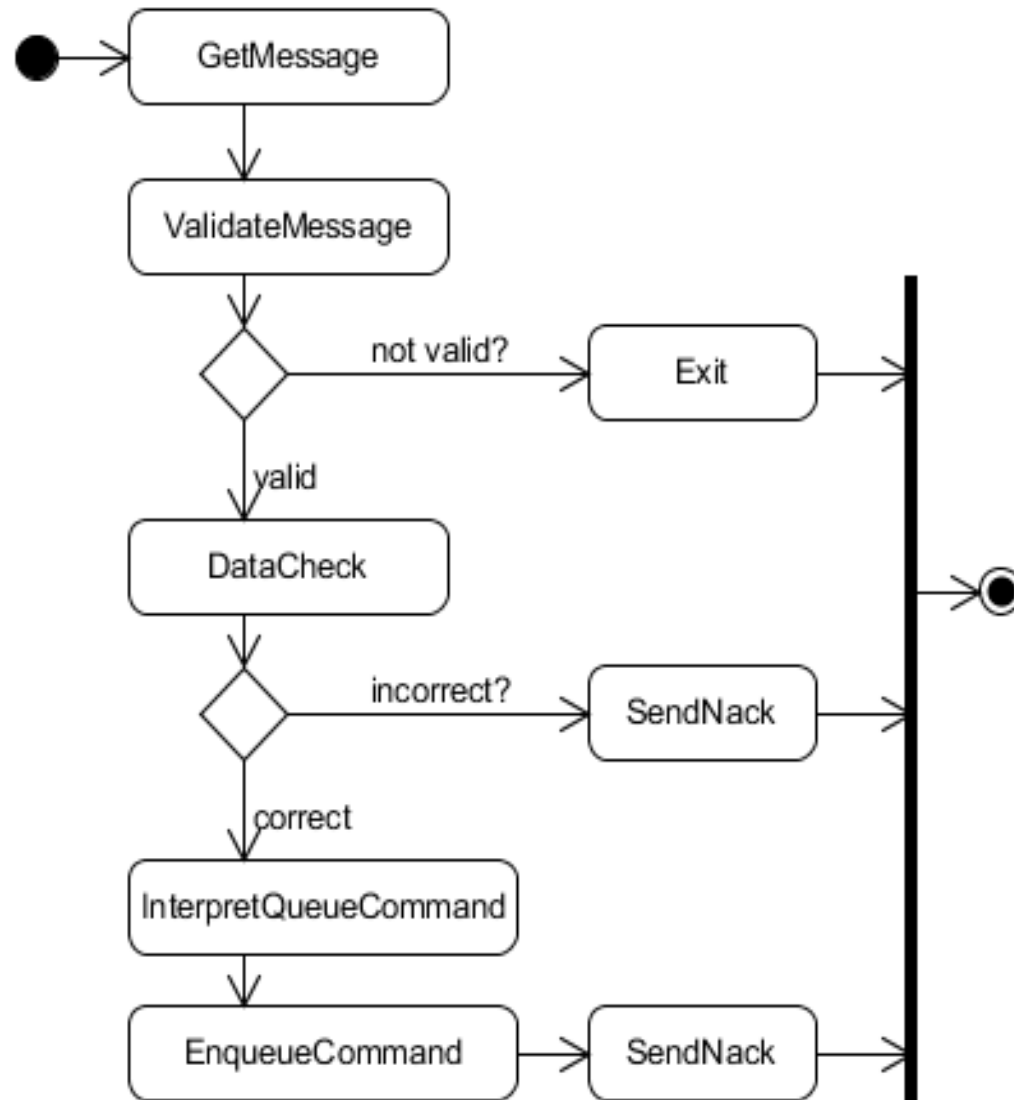 GetMessage
ValidateMessage
not valid?
Exit
valid
DataCheck
incorrect?
SendNack
correct
InterpretQueueCommand
EnqueueCommand
SendNack